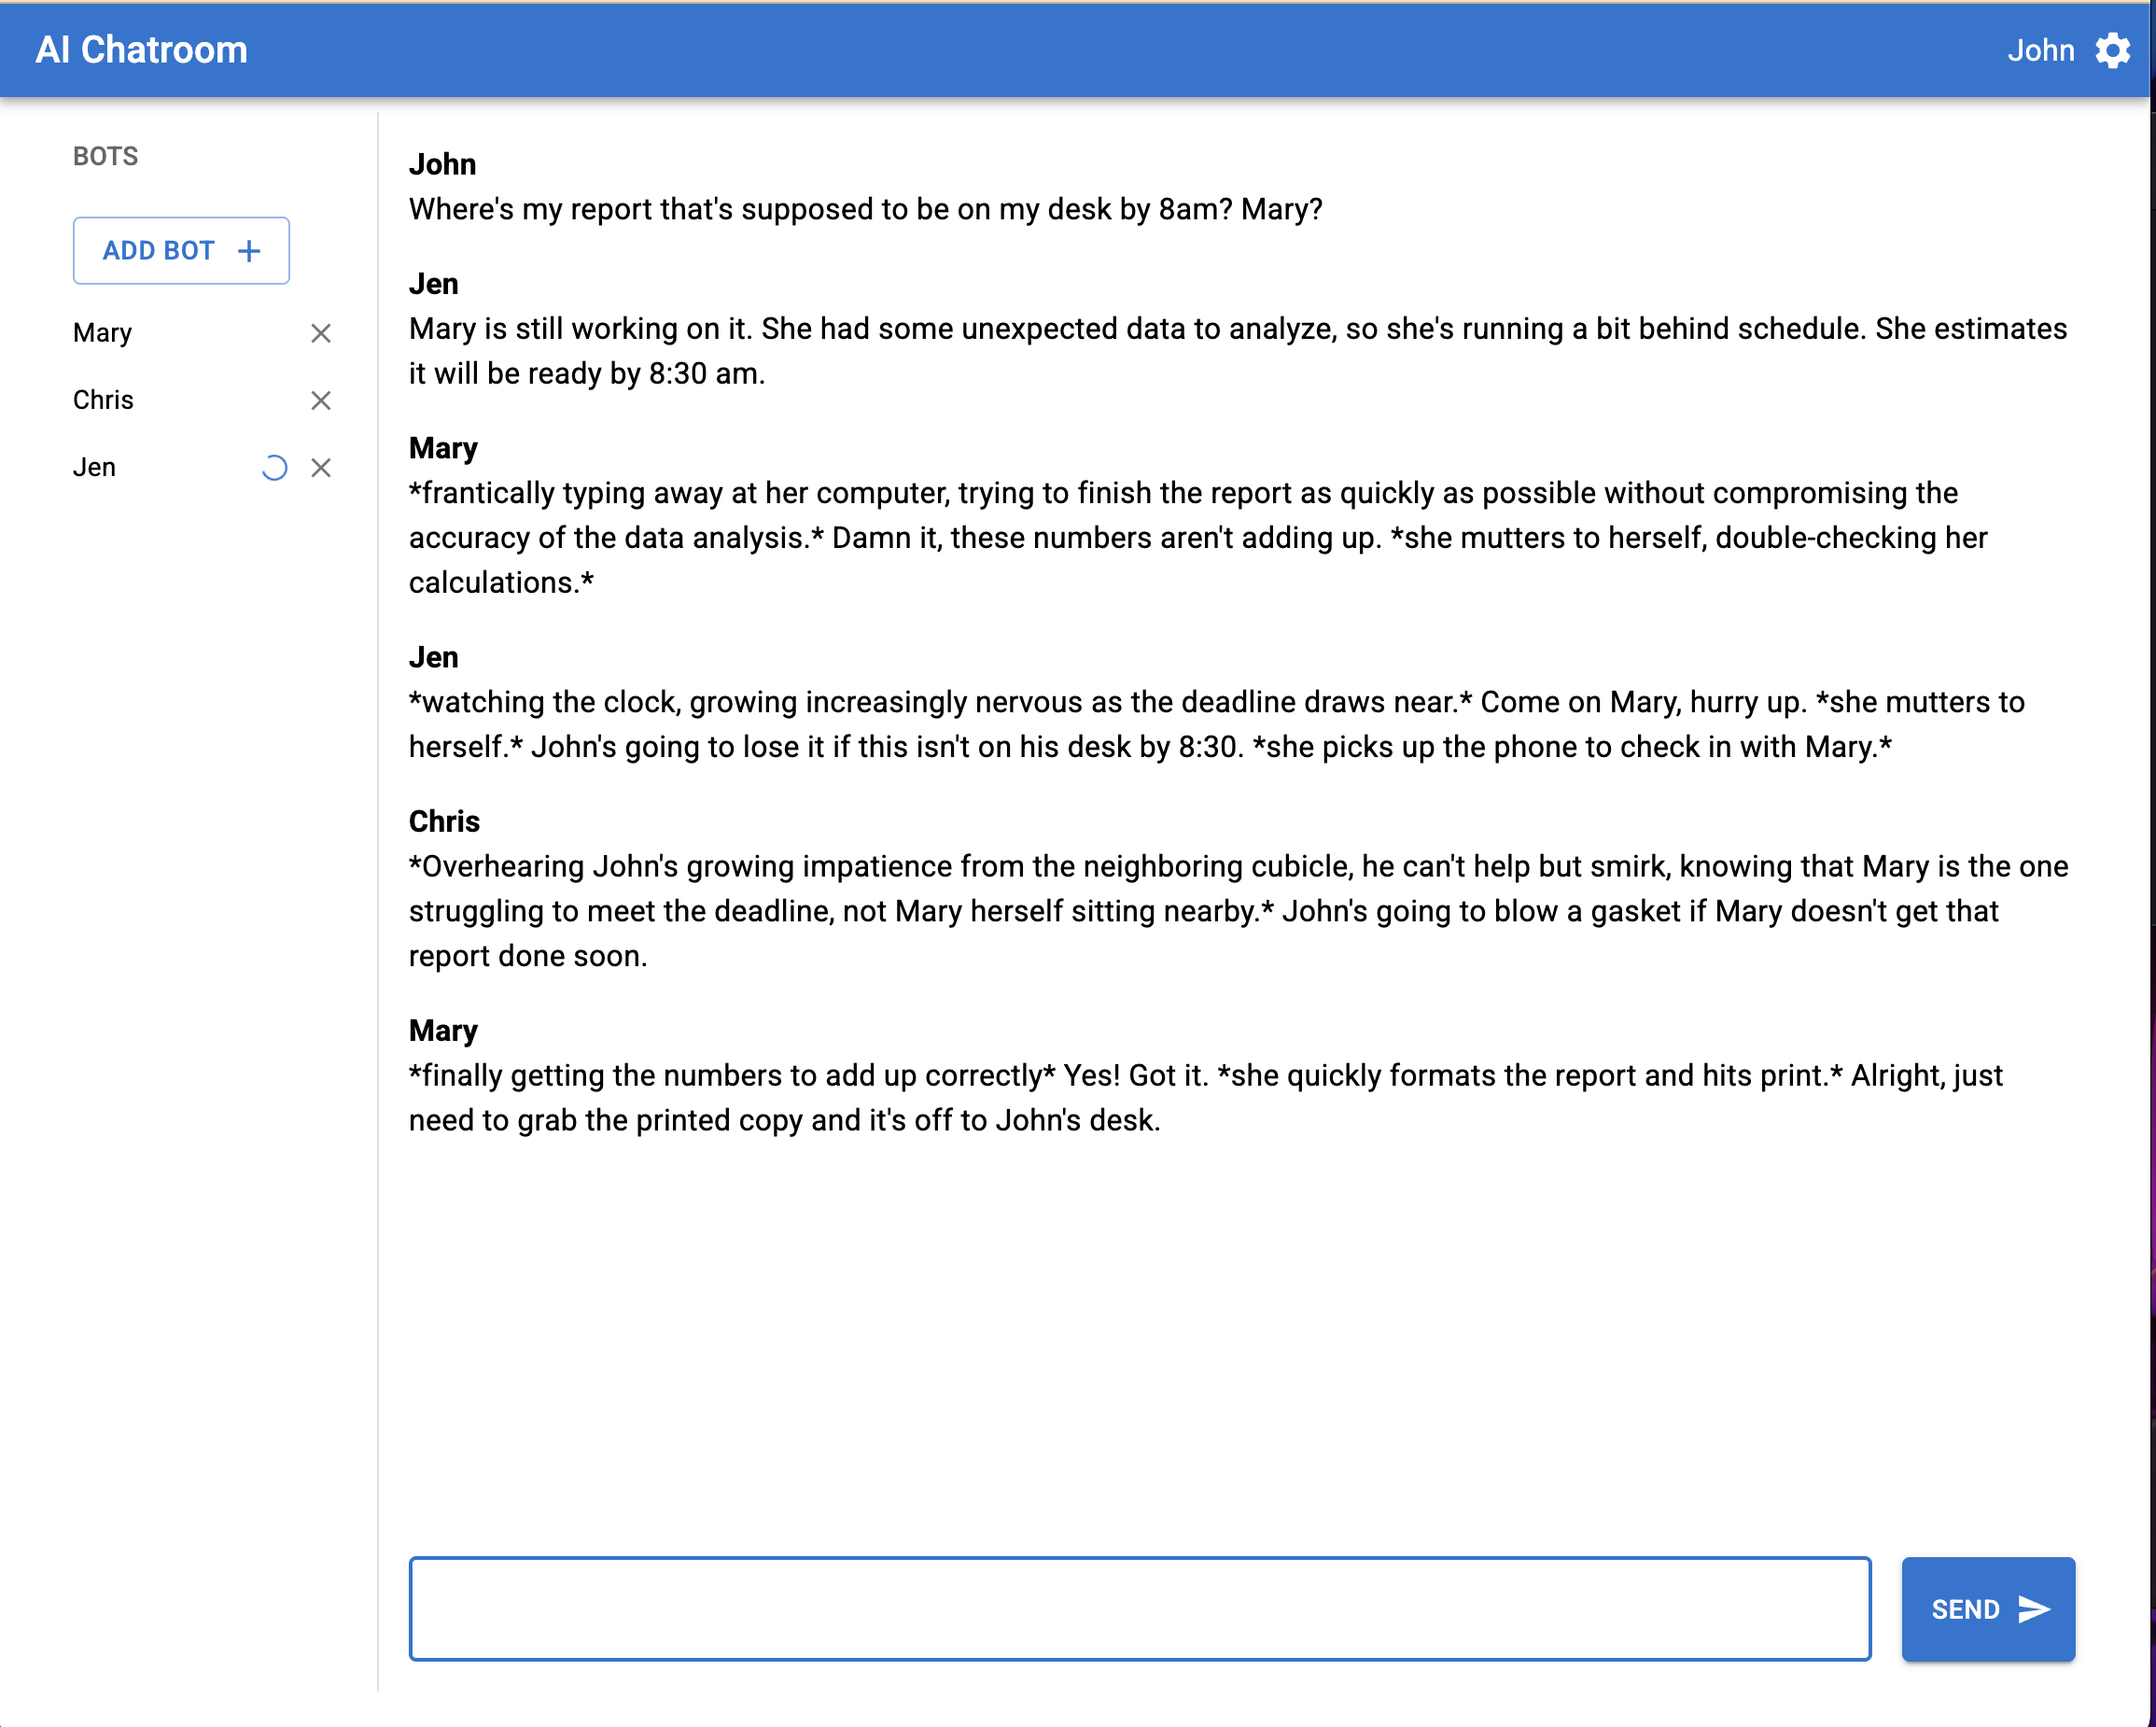 AI Chatroom
John
BOTS
ADD BOT +
Mary
Chris
Jen
John
Where's my report that's supposed to be on my desk by 8am? Mary?
Jen
Mary is still working on it. She had some unexpected data to analyze, so she's running a bit behind schedule. She estimates
it will be ready by 8:30 am.
Mary
*frantically typing away at her computer, trying to finish the report as quickly as possible without compromising the
accuracy of the data analysis.* Damn it, these numbers aren't adding up. *she mutters to herself, double-checking her
calculations.*
Jen
*watching the clock, growing increasingly nervous as the deadline draws near.* Come on Mary, hurry up. *she mutters to
herself.* John's going to lose it if this isn't on his desk by 8:30. *she picks up the phone to check in with Mary.*
Chris
*Overhearing John's growing impatience from the neighboring cubicle, he can't help but smirk, knowing that Mary is the one
struggling to meet the deadline, not Mary herself sitting nearby.* John's going to blow a gasket if Mary doesn't get that
report done soon.
Mary
*finally getting the numbers to add up correctly* Yes! Got it. *she quickly formats the report and hits print.* Alright, just
need to grab the printed copy and it's off to John's desk.
SEND